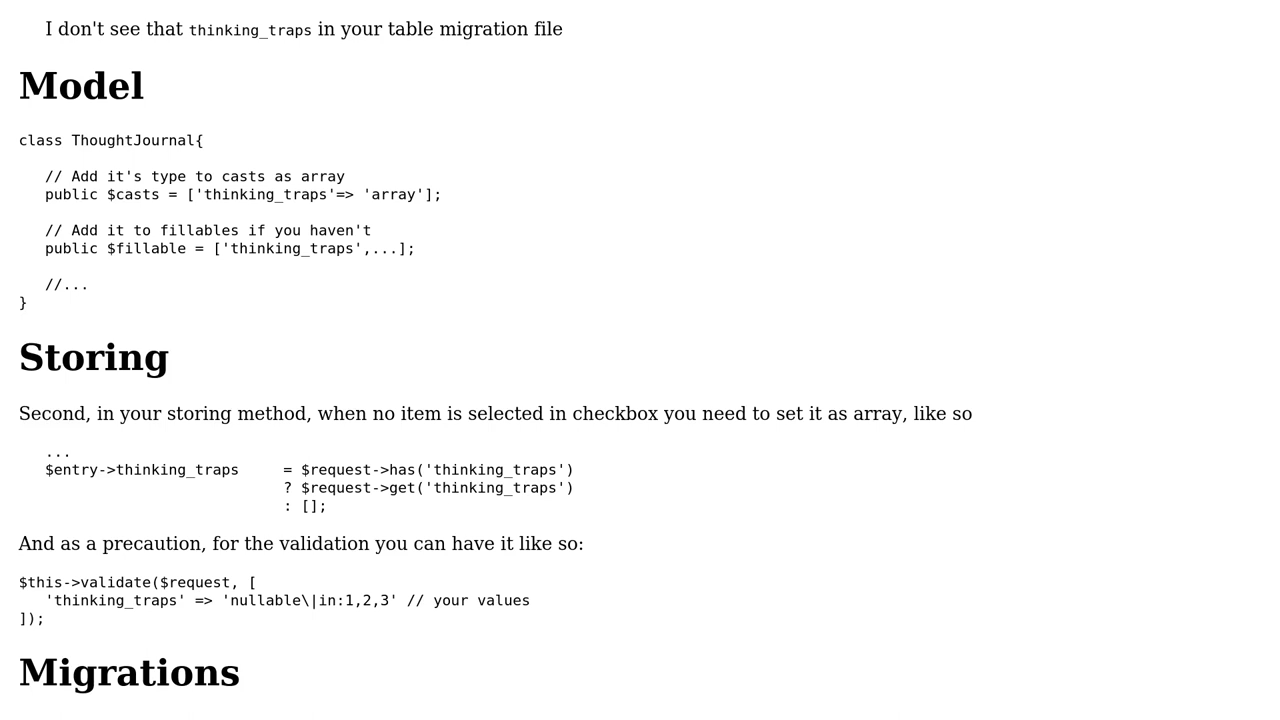 I don't see that thinking_traps in your table migration file
Model
class ThoughtJournal{
   // Add it's type to casts as array
   public $casts = ['thinking_traps'=> 'array'];
   // Add it to fillables if you haven't
   public $fillable = ['thinking_traps',...];
   //...
}
Storing
Second, in your storing method, when no item is selected in checkbox you need to set it as array, like so
   ...
   $entry->thinking_traps     = $request->has('thinking_traps')
                              ? $request->get('thinking_traps')
                              : [];
And as a precaution, for the validation you can have it like so:
$this->validate($request, [
   'thinking_traps' => 'nullable\|in:1,2,3' // your values
]);
Migrations